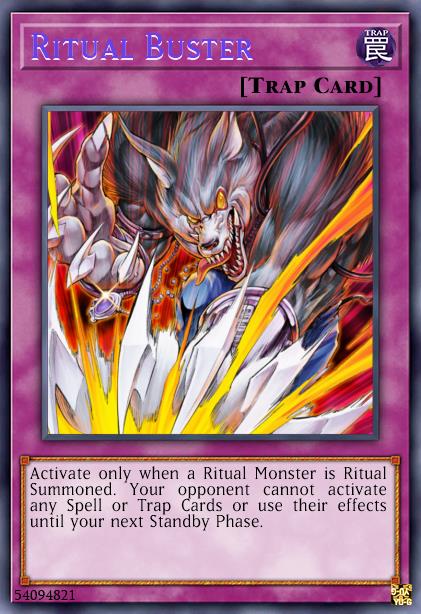 Ritual Buster
TRAP
罠
[Trap Card]
Activate only when a Ritual Monster is Ritual
Summoned. Your opponent cannot activate
any Spell or Trap Cards or use their effects
until your next Standby Phase.
54094821